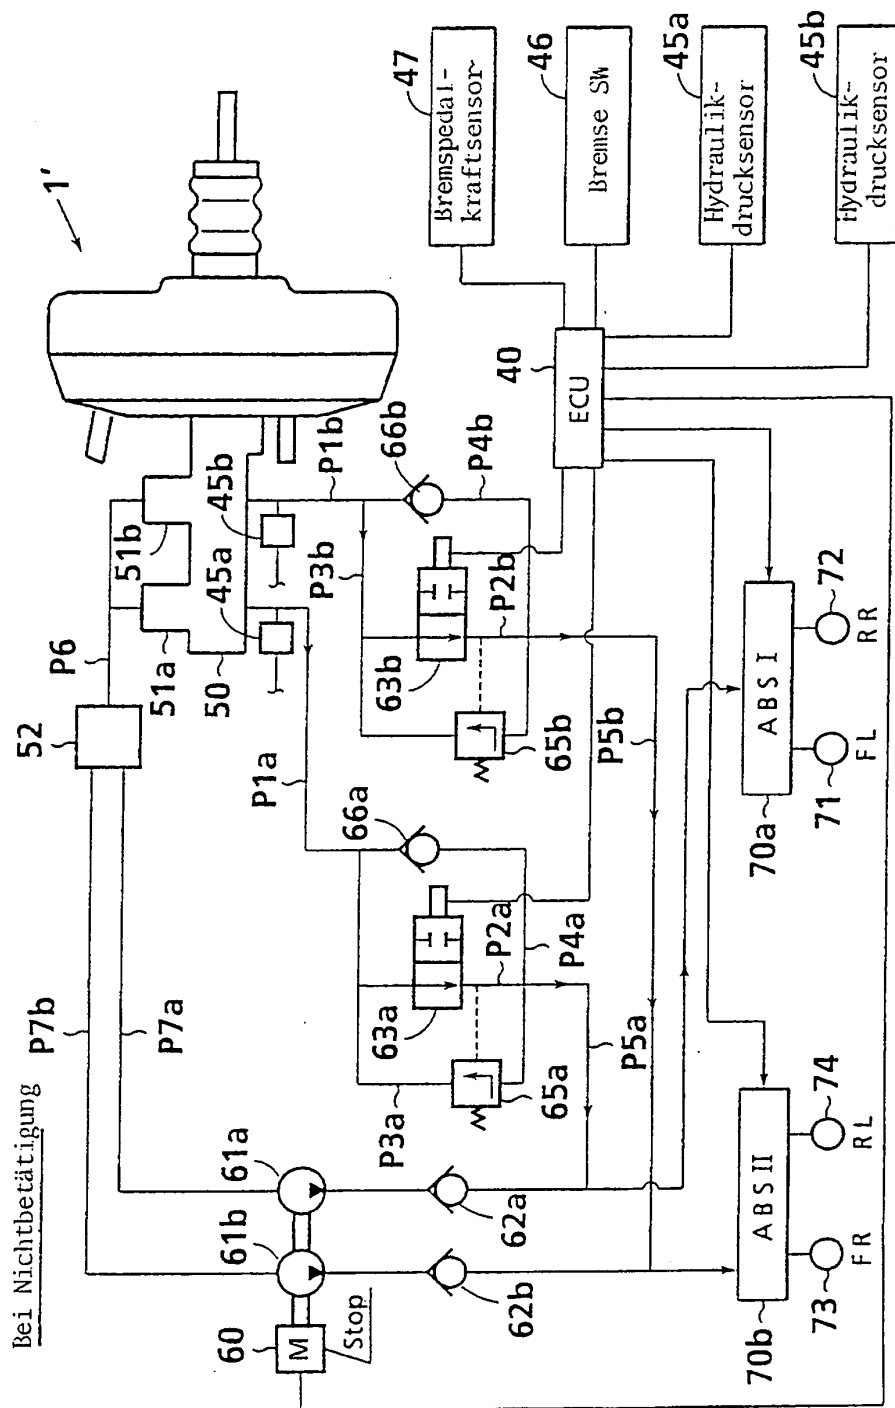 Bei Nichtbetätigung
1'
47
Bremspedal-
kraftsensor
46
Bremse SW
45a
Hydraulik-
drucksensor
45b
Hydraulik-
drucksensor
40
ECU
52
P6
51a
51b
50
45a
45b
P1b
66b
P4b
P3b
63b
P2b
65b
P5b
P1a
66a
63a
P2a
P4a
P3a
65a
P5a
P7b
P7a
61a
61b
60
M
Stop
62a
62b
ABSI
70a
71
FL
72
RR
ABSII
70b
73
FR
74
RL